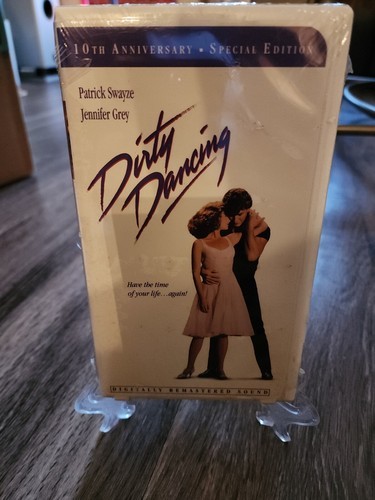 10TH ANNIVERSARY • SPECIAL EDITION
Patrick Swayze
Jennifer Grey
Dirty
Dancing
Have the time
of your life...again!
DIGITALLY REMASTERED SOUND